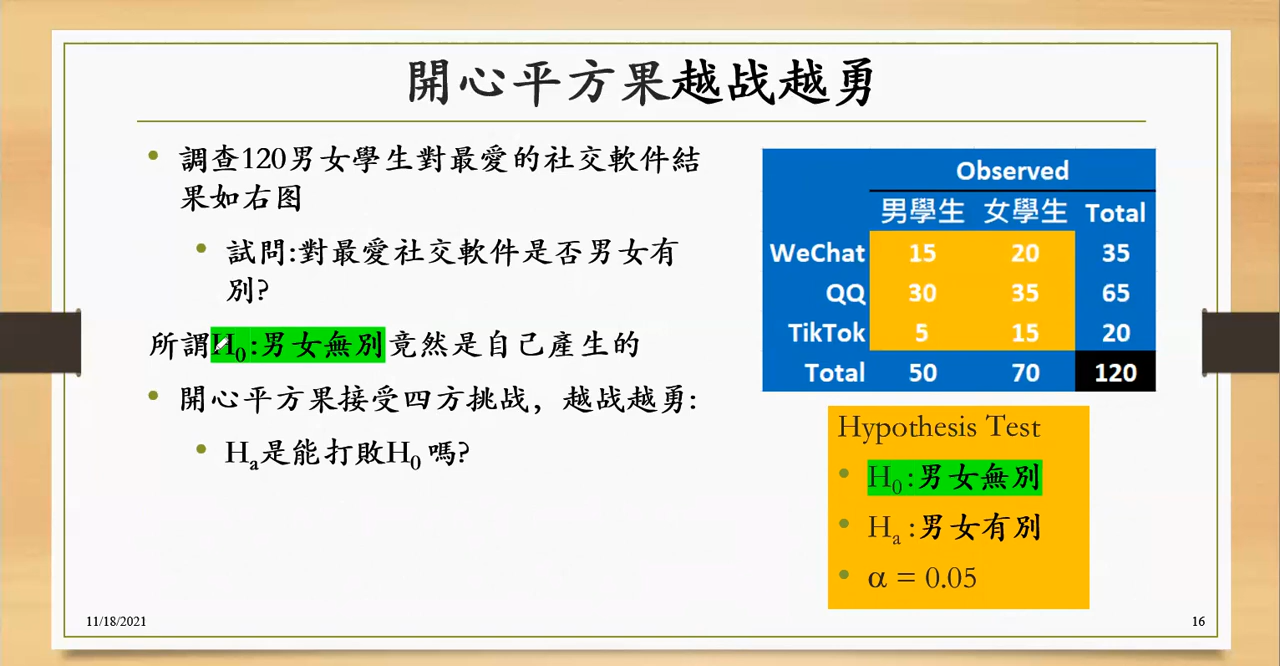 開心平方果越战越勇
• 調查120男女學生對最愛的社交軟件結
果如右图
• 試問:對最愛社交軟件是否男女有
別?
所謂H₀:男女無別竟然是自己產生的
• 開心平方果接受四方挑战，越战越勇:
• Hₐ是能打敗H₀嗎?
Observed
男學生 女學生 Total
WeChat 15 20 35
QQ 30 35 65
TikTok 5 15 20
Total 50 70 120
Hypothesis Test
• H₀:男女無別
• Hₐ:男女有別
• α = 0.05
11/18/2021
16